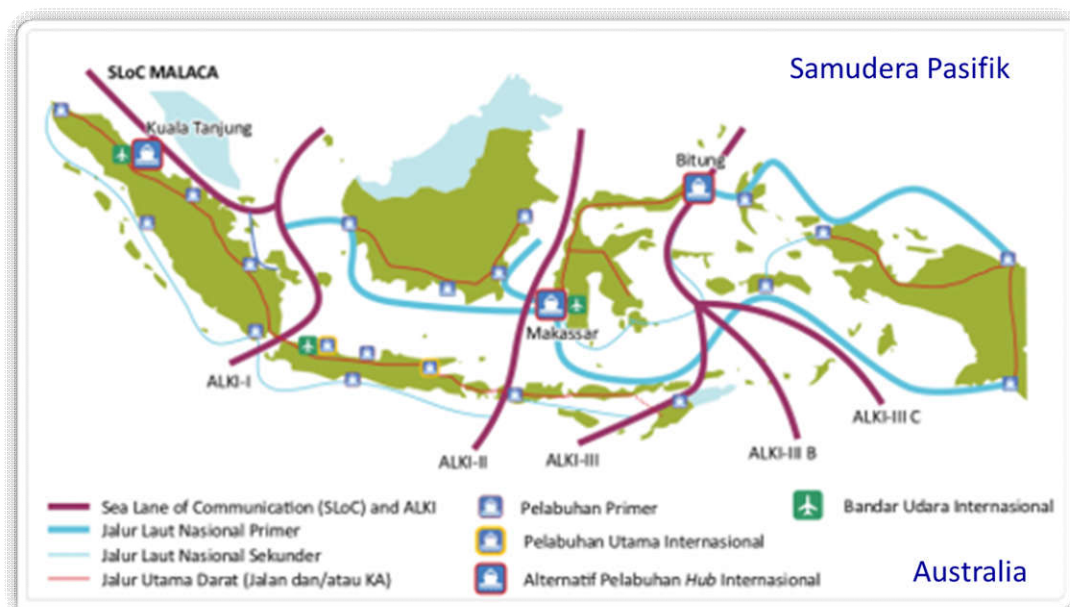 SLoC MALACA
Samudera Pasifik
Kuala Tanjung
Bitung
Makassar
ALKI-I
ALKI-II
ALKI-III
ALKI-III B
ALKI-III C
Sea Lane of Communication (SLoC) and ALKI
Jalur Laut Nasional Primer
Jalur Laut Nasional Sekunder
Jalur Utama Darat (Jalan dan/atau KA)
Pelabuhan Primer
Pelabuhan Utama Internasional
Alternatif Pelabuhan Hub Internasional
Bandar Udara Internasional
Australia